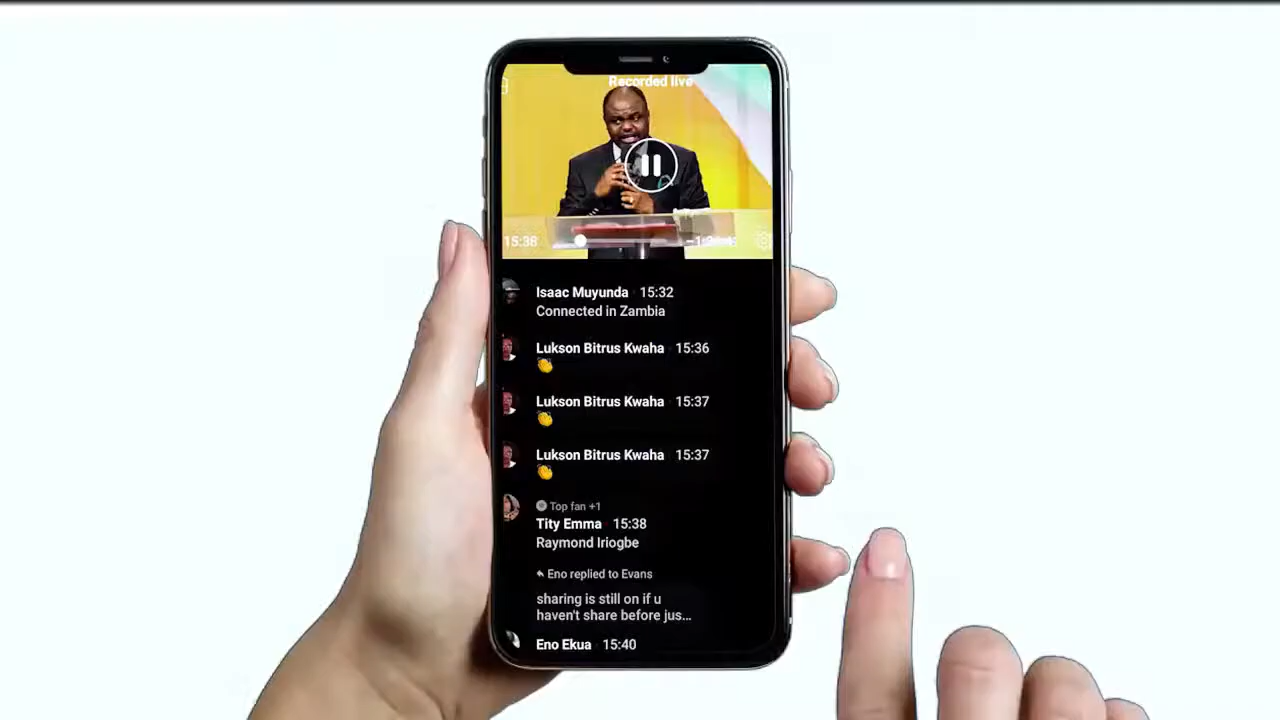 Recorded live
15:38
Isaac Muyunda · 15:32
Connected in Zambia
Lukson Bitrus Kwaha · 15:36
👏
Lukson Bitrus Kwaha · 15:37
👏
Lukson Bitrus Kwaha · 15:37
👏
Top fan +1
Tity Emma · 15:38
Raymond Iriogbe
Eno replied to Evans
sharing is still on if u
haven't share before jus...
Eno Ekua · 15:40